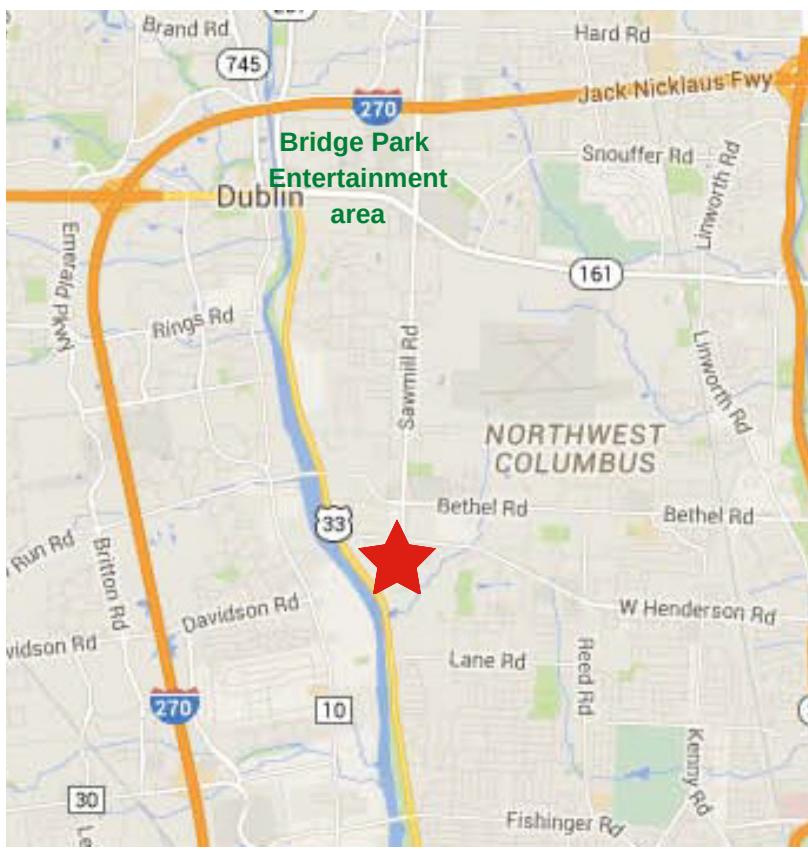 Brand Rd
Hard Rd
745
270
Jack Nicklaus Fwy
Bridge Park
Entertainment
area
Snouffer Rd
Linworth Rd
Dublin
Emerald Pkwy
161
Rings Rd
Sawmill Rd
Linworth Rd
NORTHWEST
COLUMBUS
Bethel Rd
Bethel Rd
33
Run Rd
Britton Rd
Davidson Rd
W Henderson Rd
vidson Rd
Lane Rd
Reed Rd
270
10
Kenny Rd
30
Fishinger Rd
Le